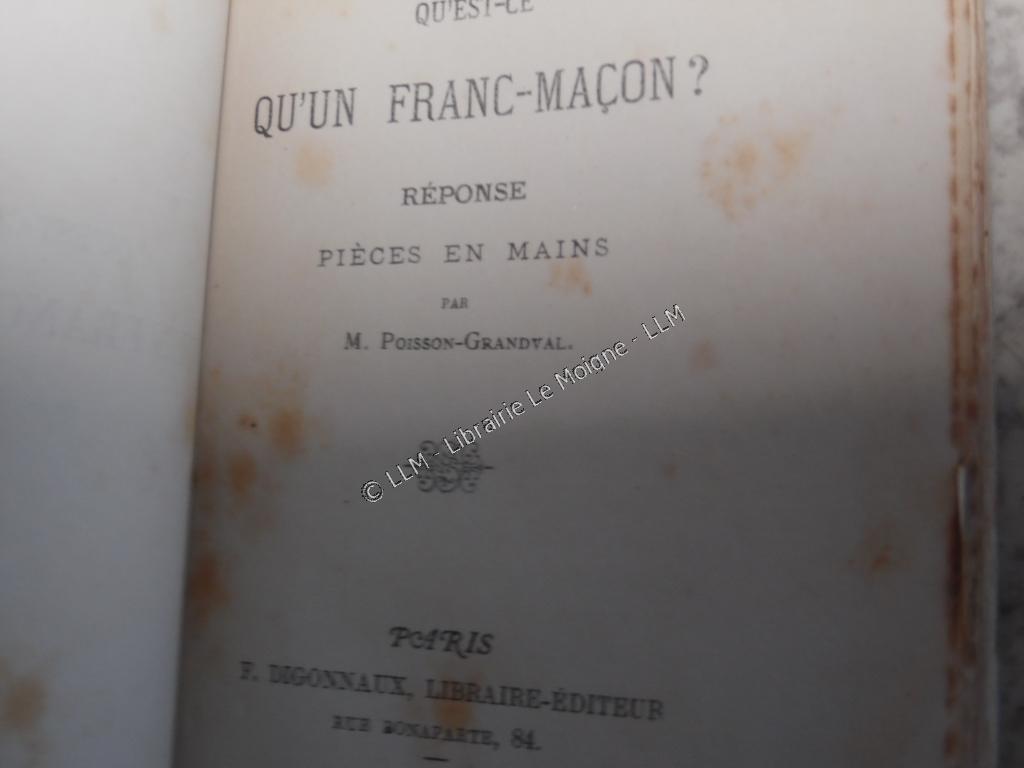 QU'EST-CE
QU'UN FRANC-MAÇON ?
RÉPONSE
PIÈCES EN MAINS
PAR
M. POISSON-GRANDVAL.
© LLM - Librairie Le Moigne - LLM
PARIS
F. DIGONNAUX, LIBRAIRE-ÉDITEUR
RUE BONAPARTE, 84.